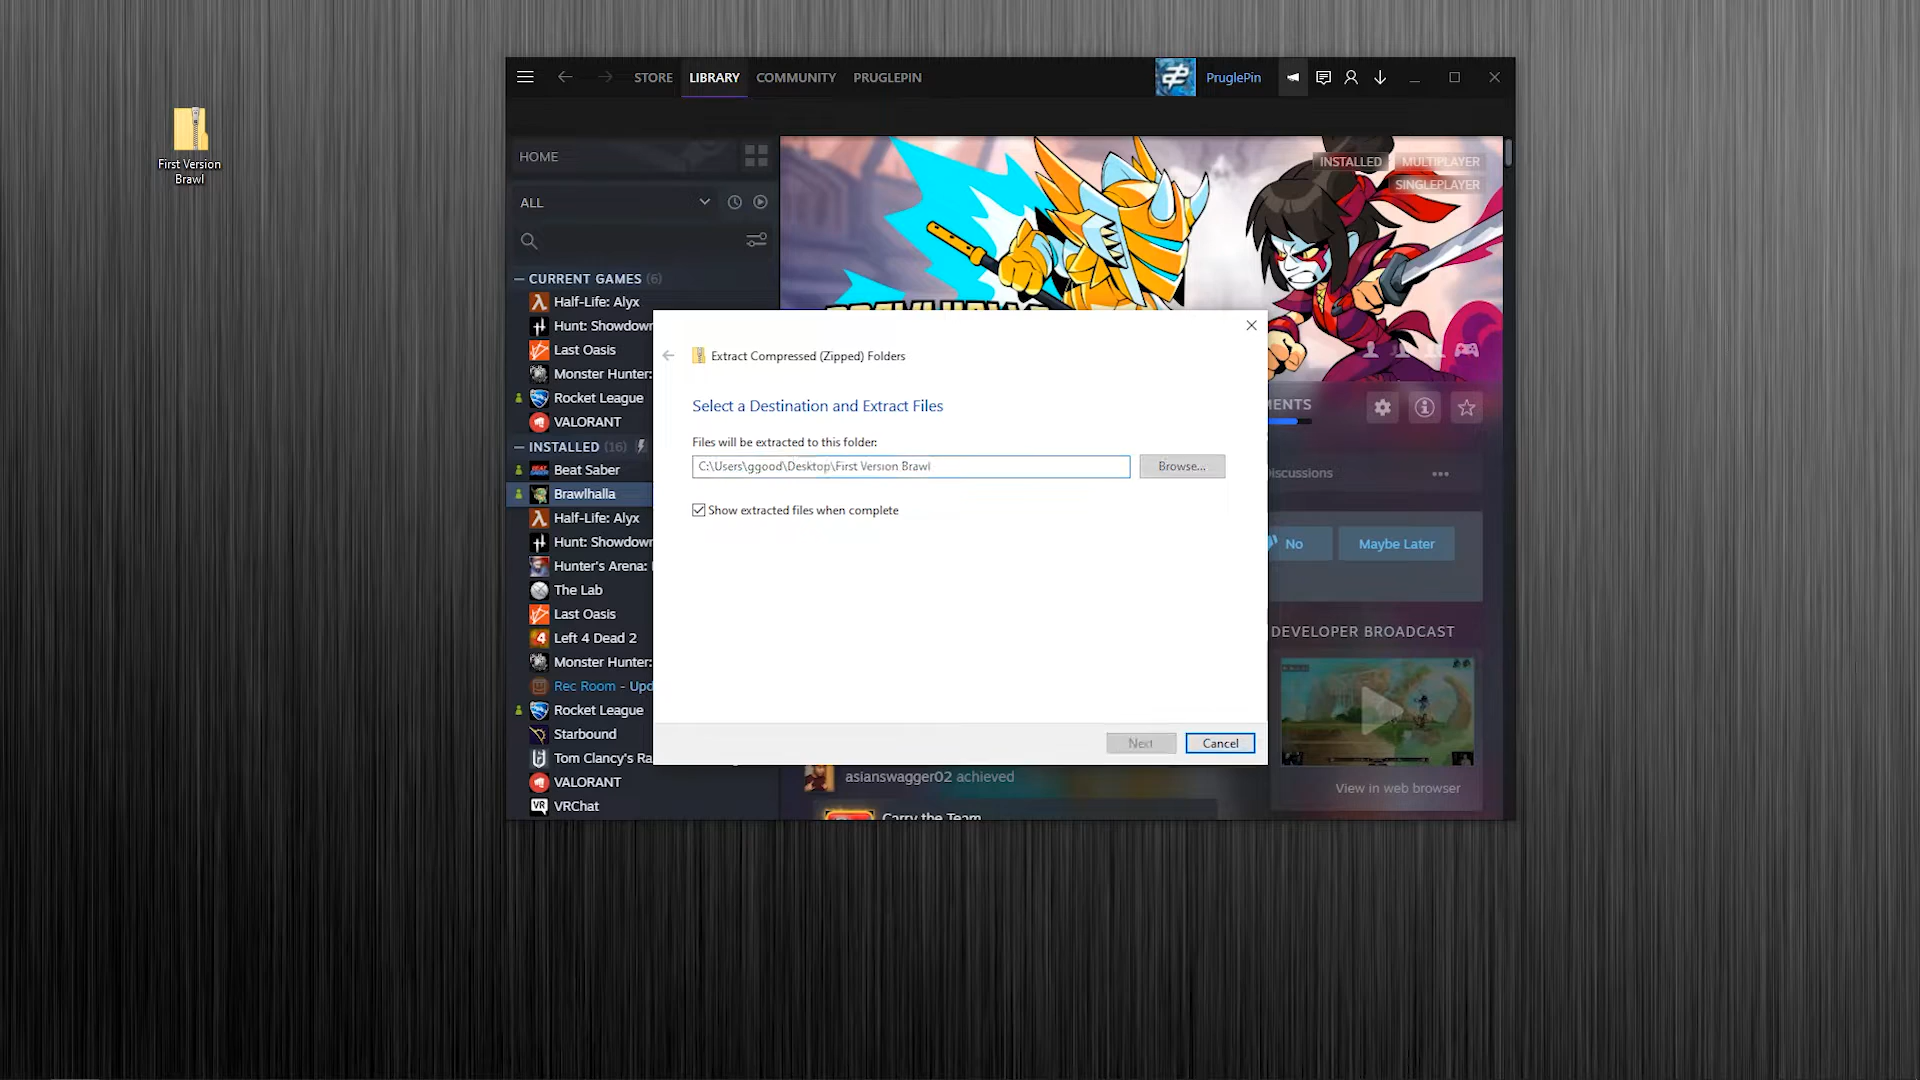 First Version
Brawl
STORE
LIBRARY
COMMUNITY
PRUGLEPIN
PruglePin
HOME
INSTALLED
MULTIPLAYER
SINGLEPLAYER
ALL
CURRENT GAMES (6)
Half-Life: Alyx
Hunt: Showdown
Last Oasis
Monster Hunter:
Rocket League
VALORANT
INSTALLED (16)
Beat Saber
Brawlhalla
Half-Life: Alyx
Hunt: Showdown
Hunter's Arena:
The Lab
Last Oasis
Left 4 Dead 2
Monster Hunter:
Rec Room - Upd
Rocket League
Starbound
Tom Clancy's Ra
VALORANT
VRChat
BRAWLHALLA
Extract Compressed (Zipped) Folders
Select a Destination and Extract Files
Files will be extracted to this folder:
C:\Users\ggood\Desktop\First Version Brawl
Browse...
Show extracted files when complete
Next
Cancel
MENTS
iscussions
No
Maybe Later
DEVELOPER BROADCAST
View in web browser
asianswagger02 achieved
Carry the Team